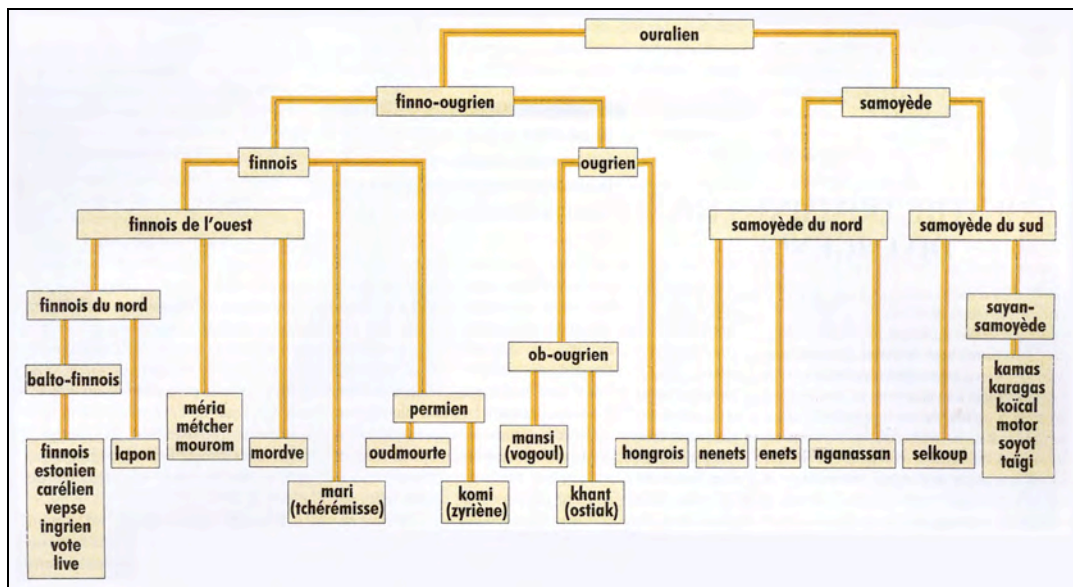 ouralien
finno-ougrien
samoyède
finnois
ougrien
finnois de l'ouest
samoyède du nord
samoyède du sud
finnois du nord
sayan-
samoyède
ob-ougrien
balto-finnois
permien
méria
métcher
mourom
kamas
karagas
koïcal
motor
soyot
taïgi
finnois
estonien
carélien
vepse
ingrien
vote
live
lapon
mordve
oudmourte
mansi
(vogoul)
hongrois
nenets
enets
nganassan
selkoup
mari
(tchérémisse)
komi
(zyriène)
khant
(ostiak)